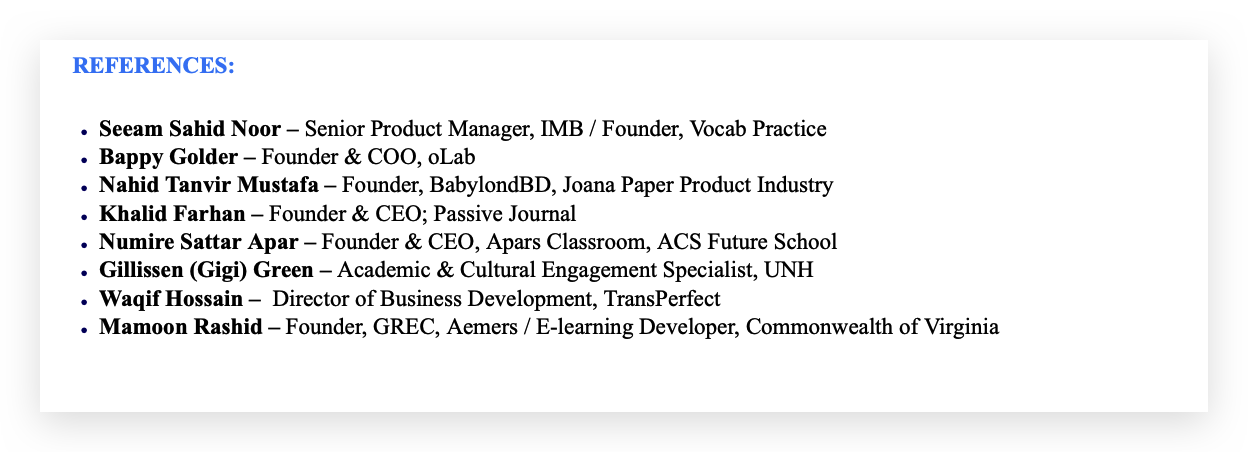 REFERENCES:
• Seeam Sahid Noor – Senior Product Manager, IMB / Founder, Vocab Practice
• Bappy Golder – Founder & COO, oLab
• Nahid Tanvir Mustafa – Founder, BabylondBD, Joana Paper Product Industry
• Khalid Farhan – Founder & CEO; Passive Journal
• Numire Sattar Apar – Founder & CEO, Apars Classroom, ACS Future School
• Gillissen (Gigi) Green – Academic & Cultural Engagement Specialist, UNH
• Waqif Hossain – Director of Business Development, TransPerfect
• Mamoon Rashid – Founder, GREC, Aemers / E-learning Developer, Commonwealth of Virginia